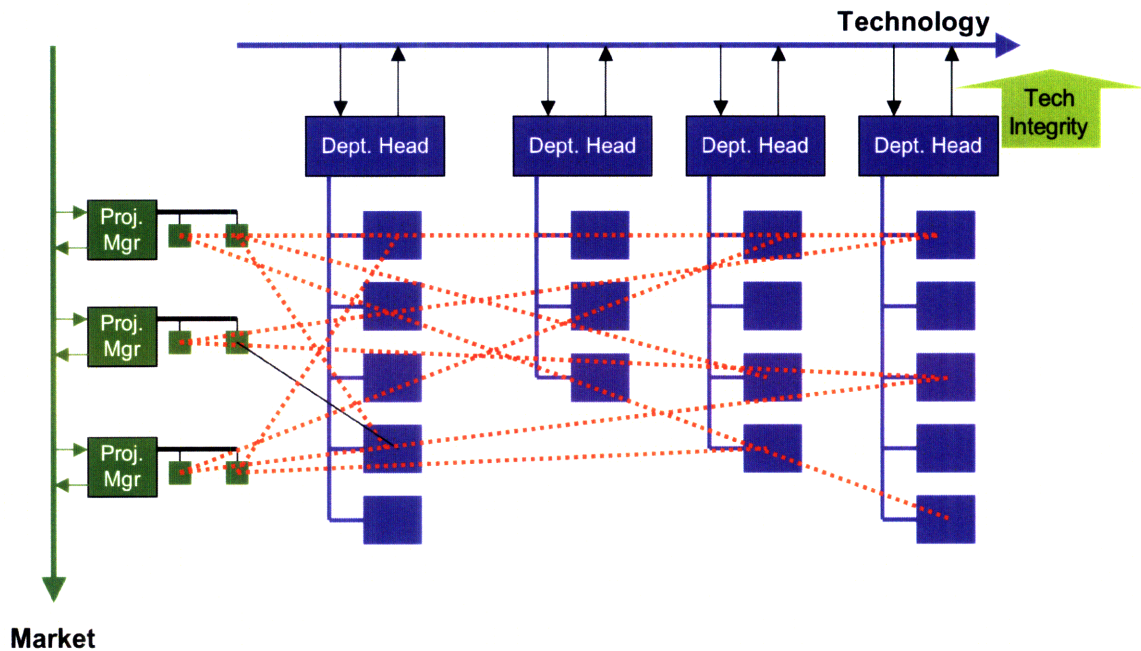 Technology
Tech
Integrity
Dept. Head
Dept. Head
Dept. Head
Dept. Head
Proj.
Mgr
Proj.
Mgr
Proj.
Mgr
Market